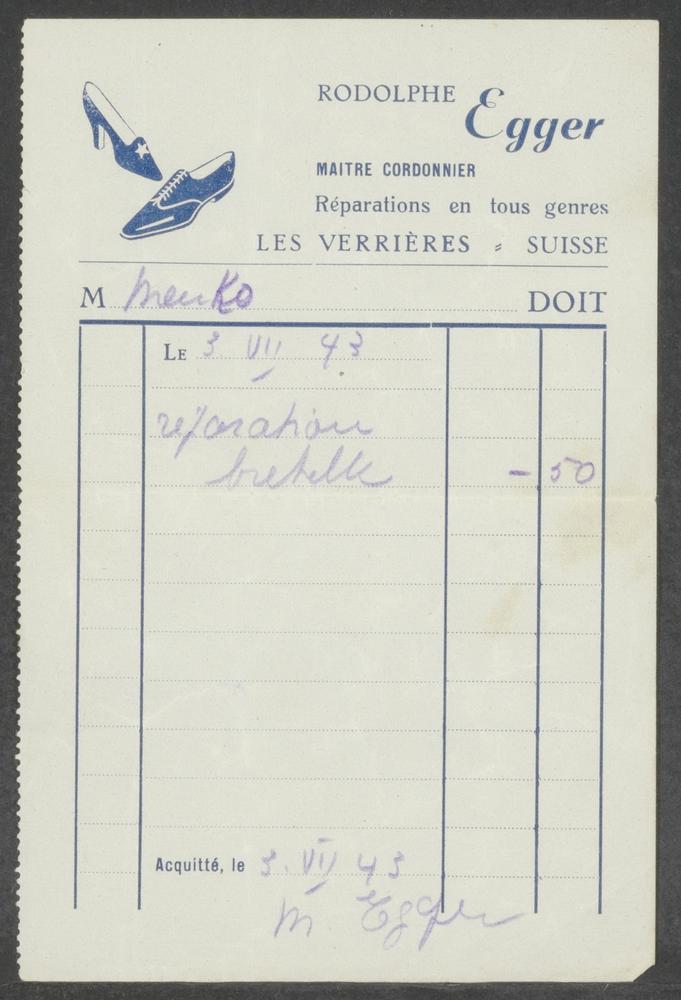 RODOLPHE Egger
MAITRE CORDONNIER
Réparations en tous genres
LES VERRIÈRES = SUISSE
M Menko DOIT
LE 3 VII 43
réparation
bretelle - 50
Acquitté, le 3. VII 43
M Egger